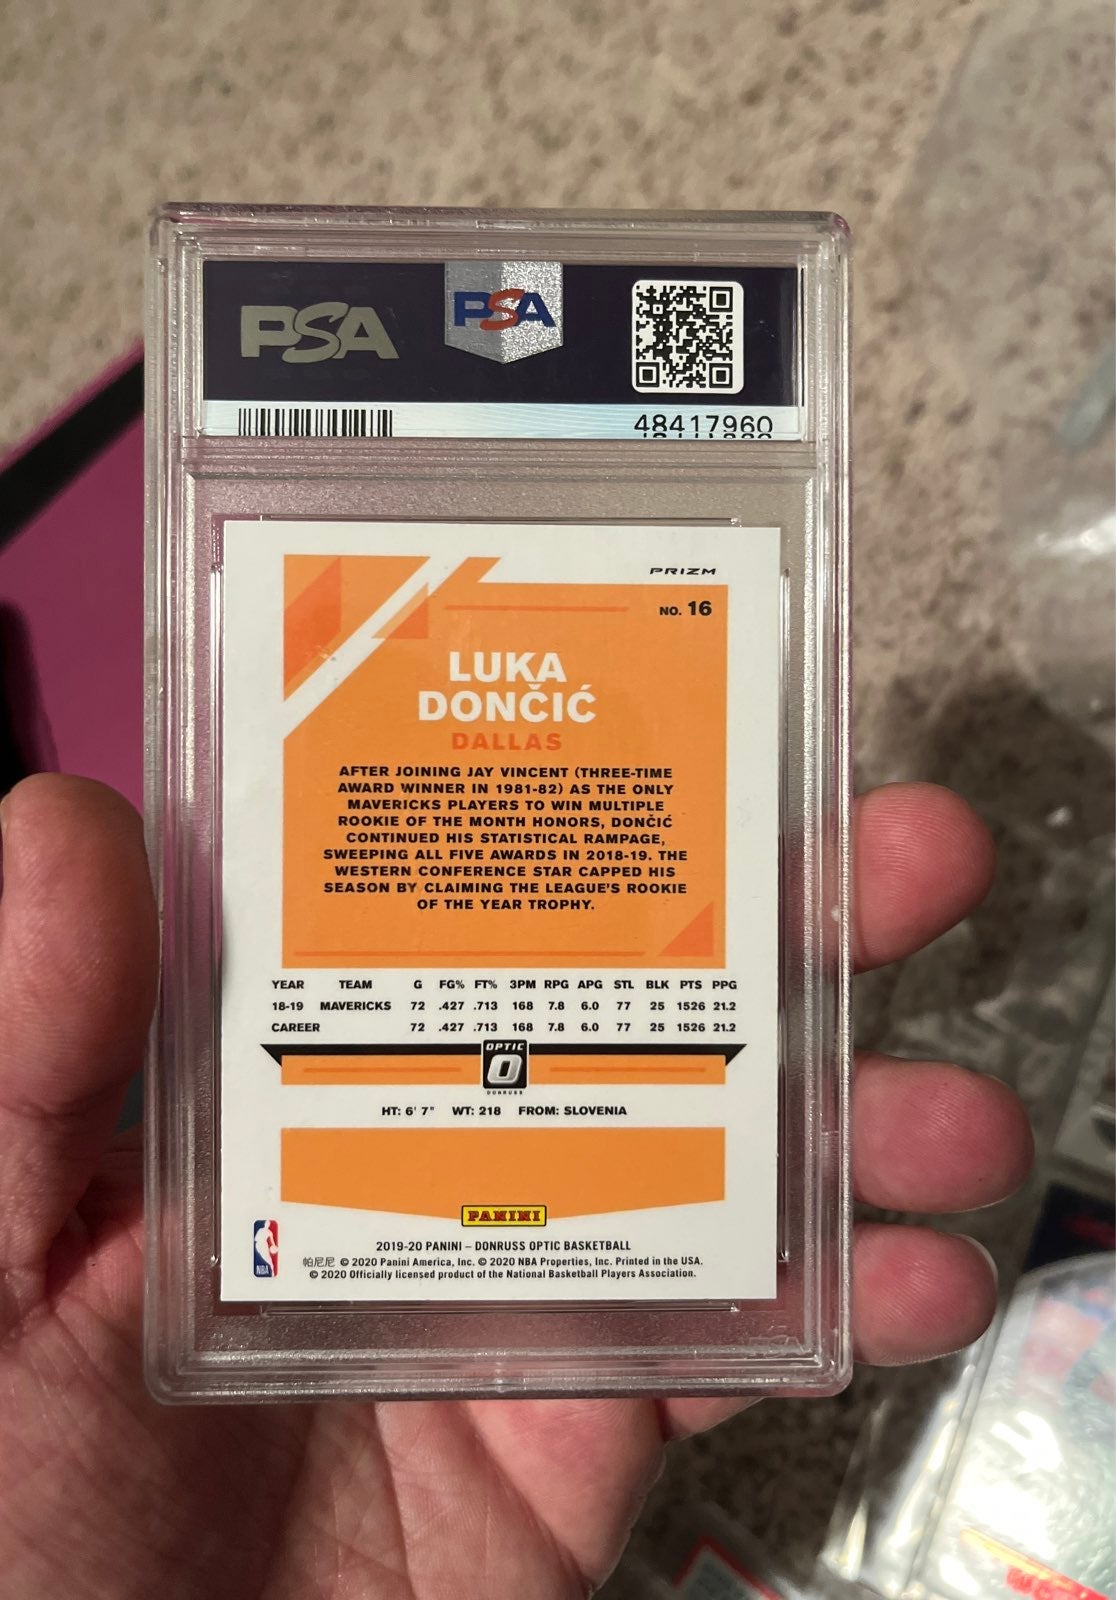 PSA
PSA
48417960
PRIZM
NO. 16
LUKA
DONČIĆ
DALLAS
AFTER JOINING JAY VINCENT (THREE-TIME
AWARD WINNER IN 1981-82) AS THE ONLY
MAVERICKS PLAYERS TO WIN MULTIPLE
ROOKIE OF THE MONTH HONORS, DONČIĆ
CONTINUED HIS STATISTICAL RAMPAGE,
SWEEPING ALL FIVE AWARDS IN 2018-19. THE
WESTERN CONFERENCE STAR CAPPED HIS
SEASON BY CLAIMING THE LEAGUE'S ROOKIE
OF THE YEAR TROPHY.
YEAR TEAM G FG% FT% 3PM RPG APG STL BLK PTS PPG
18-19 MAVERICKS 72 .427 .713 168 7.8 6.0 77 25 1526 21.2
CAREER 72 .427 .713 168 7.8 6.0 77 25 1526 21.2
OPTIC
O
DONRUSS
HT: 6' 7" WT: 218 FROM: SLOVENIA
PANINI
NBA
2019-20 PANINI – DONRUSS OPTIC BASKETBALL
帕尼尼 © 2020 Panini America, Inc. © 2020 NBA Properties, Inc. Printed in the USA.
© 2020 Officially licensed product of the National Basketball Players Association.
PSA